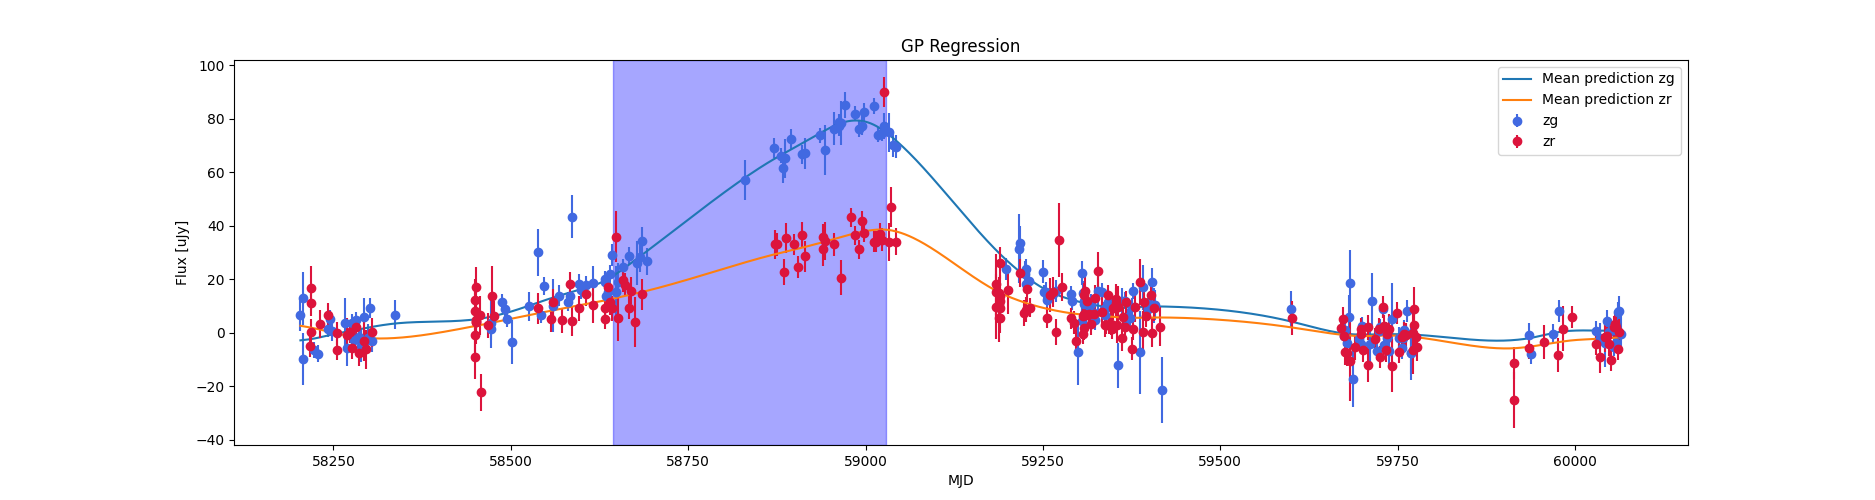 GP Regression
100
80
60
40
20
0
−20
−40
Flux [uJy]
58250
58500
58750
59000
59250
59500
59750
60000
MJD
Mean prediction zg
Mean prediction zr
zg
zr